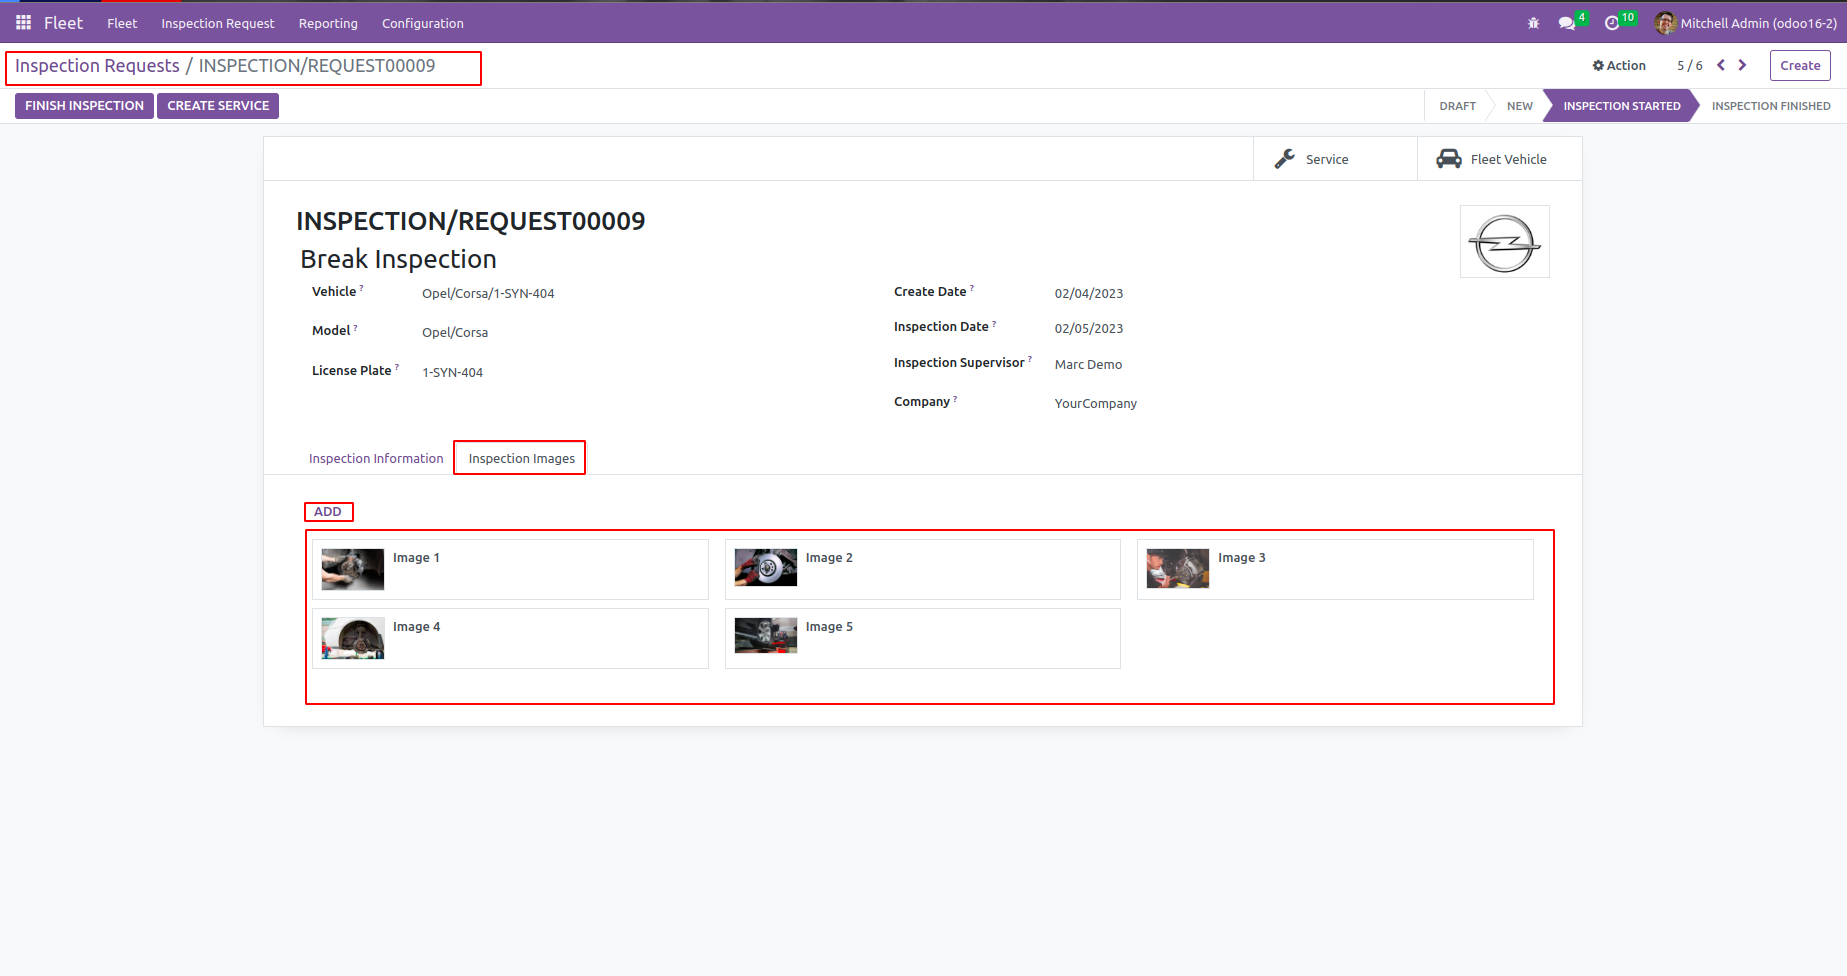 Fleet Fleet Inspection Request Reporting Configuration 4 10 Mitchell Admin (odoo16-2)
Inspection Requests / INSPECTION/REQUEST00009 Action 5 / 6 Create
FINISH INSPECTION CREATE SERVICE DRAFT NEW INSPECTION STARTED INSPECTION FINISHED
Service Fleet Vehicle
INSPECTION/REQUEST00009
Break Inspection
Vehicle ? Opel/Corsa/1-SYN-404 Create Date ? 02/04/2023
Model ? Opel/Corsa Inspection Date ? 02/05/2023
License Plate ? 1-SYN-404 Inspection Supervisor ? Marc Demo
Company ? YourCompany
Inspection Information Inspection Images
ADD
Image 1 Image 2 Image 3
Image 4 Image 5